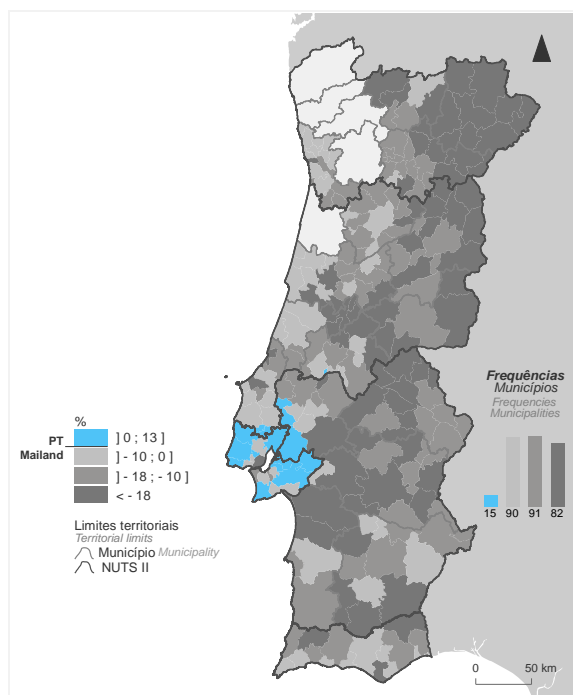 %
PT
Mailand
] 0 ; 13 ]
] - 10 ; 0 ]
] - 18 ; - 10 ]
< - 18
Limites territoriais
Territorial limits
Município Municipality
NUTS II
Frequências
Municípios
Frequencies
Municipalities
15 90 91 82
0 50 km